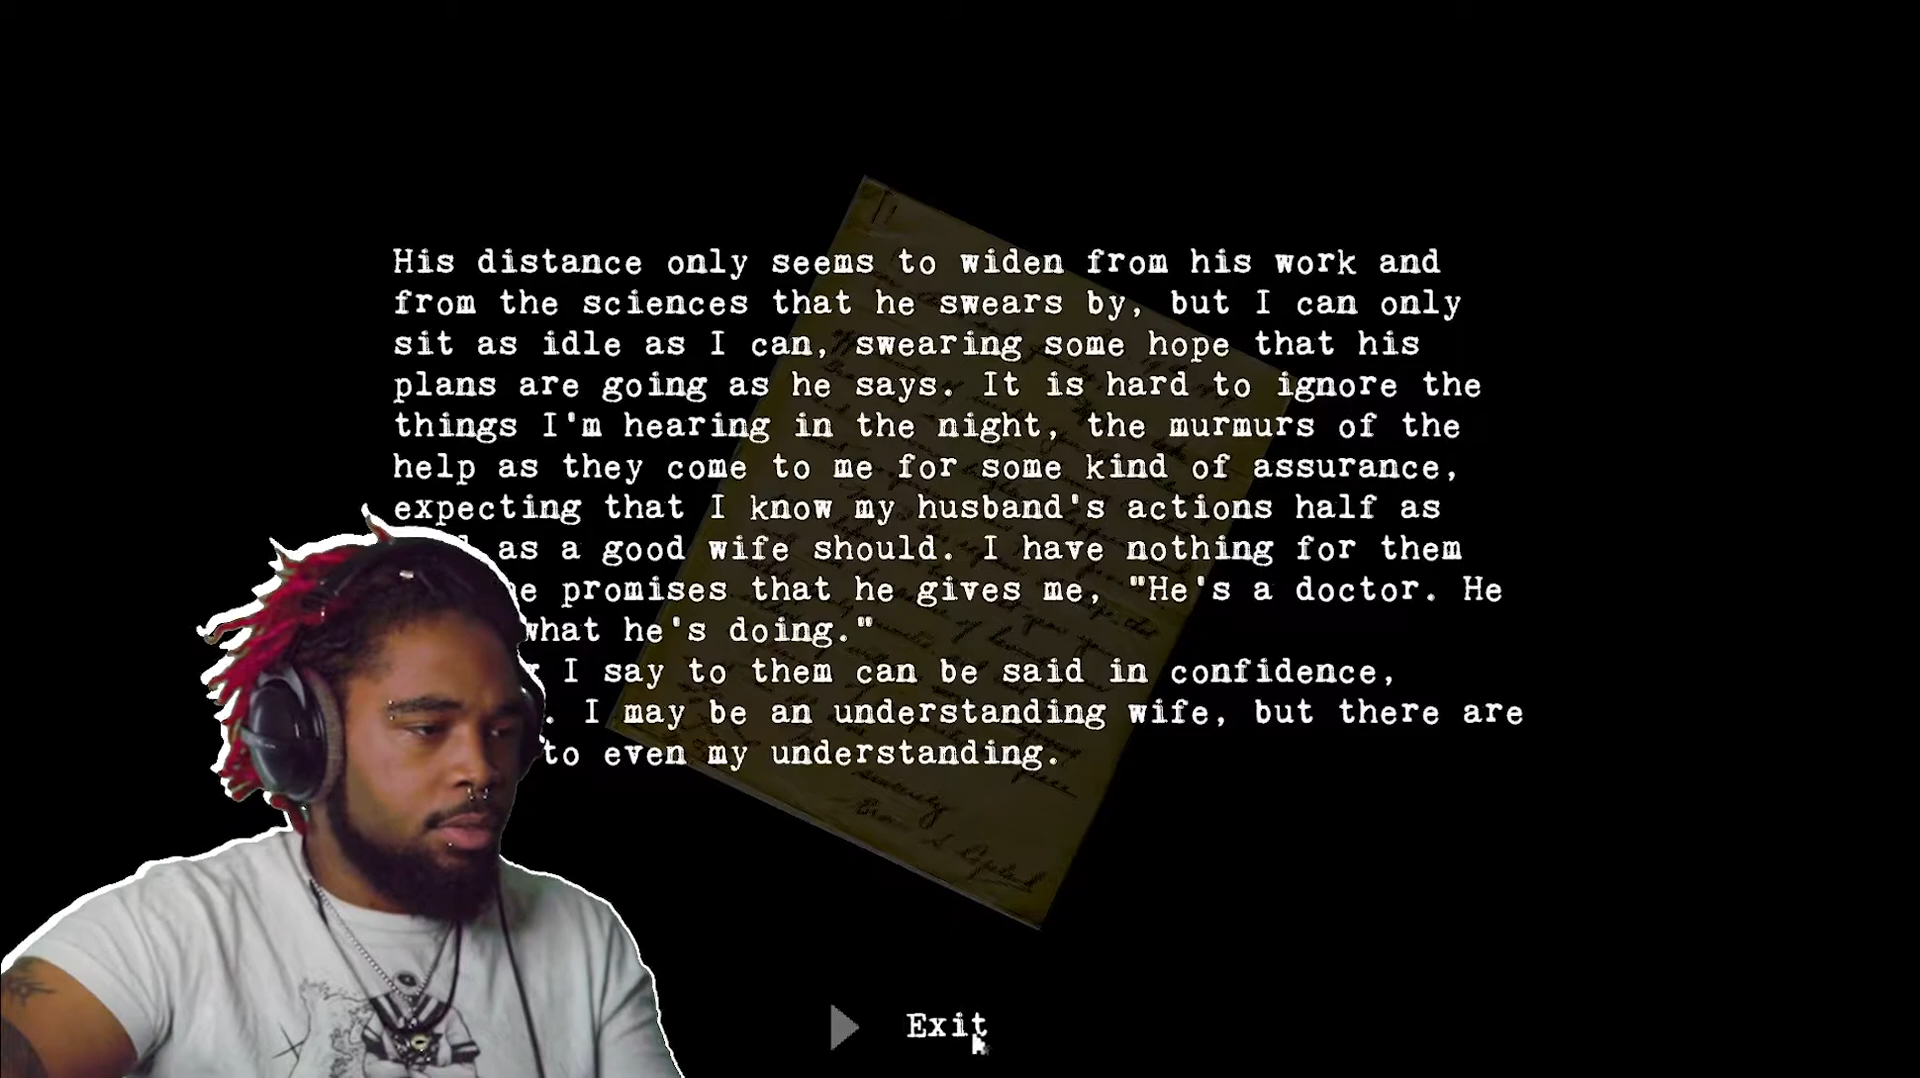 His distance only seems to widen from his work and
from the sciences that he swears by, but I can only
sit as idle as I can, swearing some hope that his
plans are going as he says. It is hard to ignore the
things I'm hearing in the night, the murmurs of the
help as they come to me for some kind of assurance,
expecting that I know my husband's actions half as
as a good wife should. I have nothing for them
promises that he gives me, "He's a doctor. He
what he's doing."
I say to them can be said in confidence,
I may be an understanding wife, but there are
to even my understanding.
sincerely
Exit